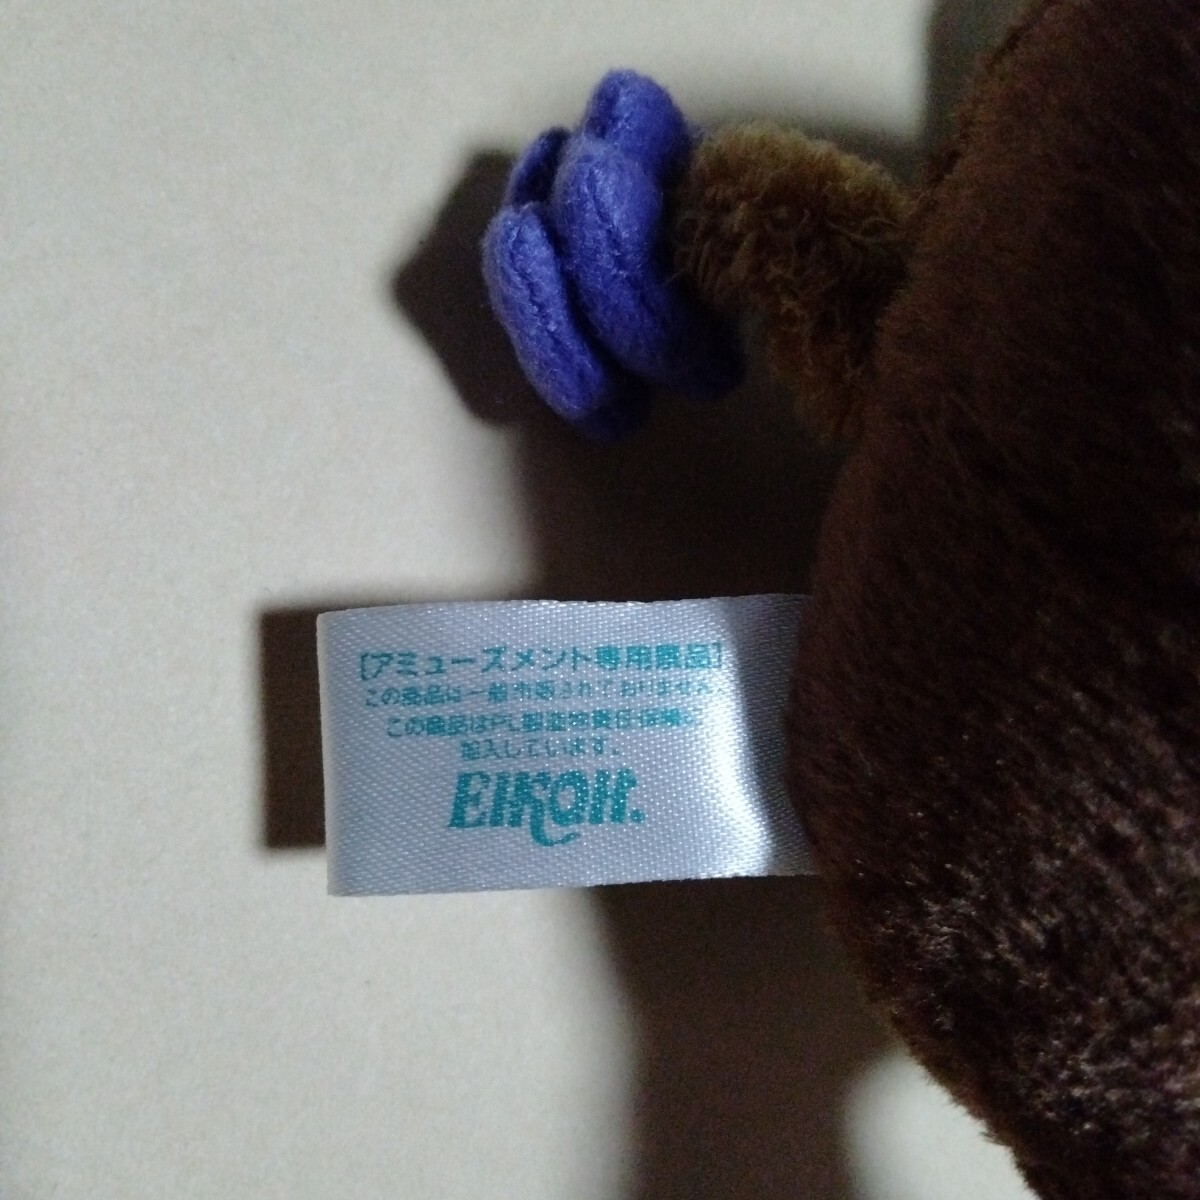 [アミューズメント専用景品]
この商品は一般市販されておりません。
この商品はPL製造物責任保険に
加入しています。
EIKOH.